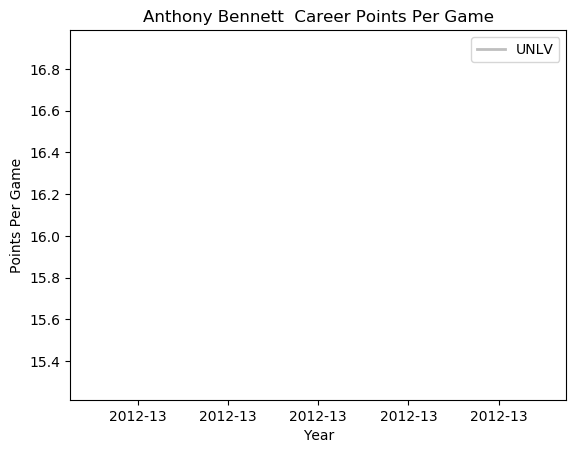 Anthony Bennett  Career Points Per Game
UNLV
Points Per Game
16.8
16.6
16.4
16.2
16.0
15.8
15.6
15.4
2012-13 2012-13 2012-13 2012-13 2012-13
Year